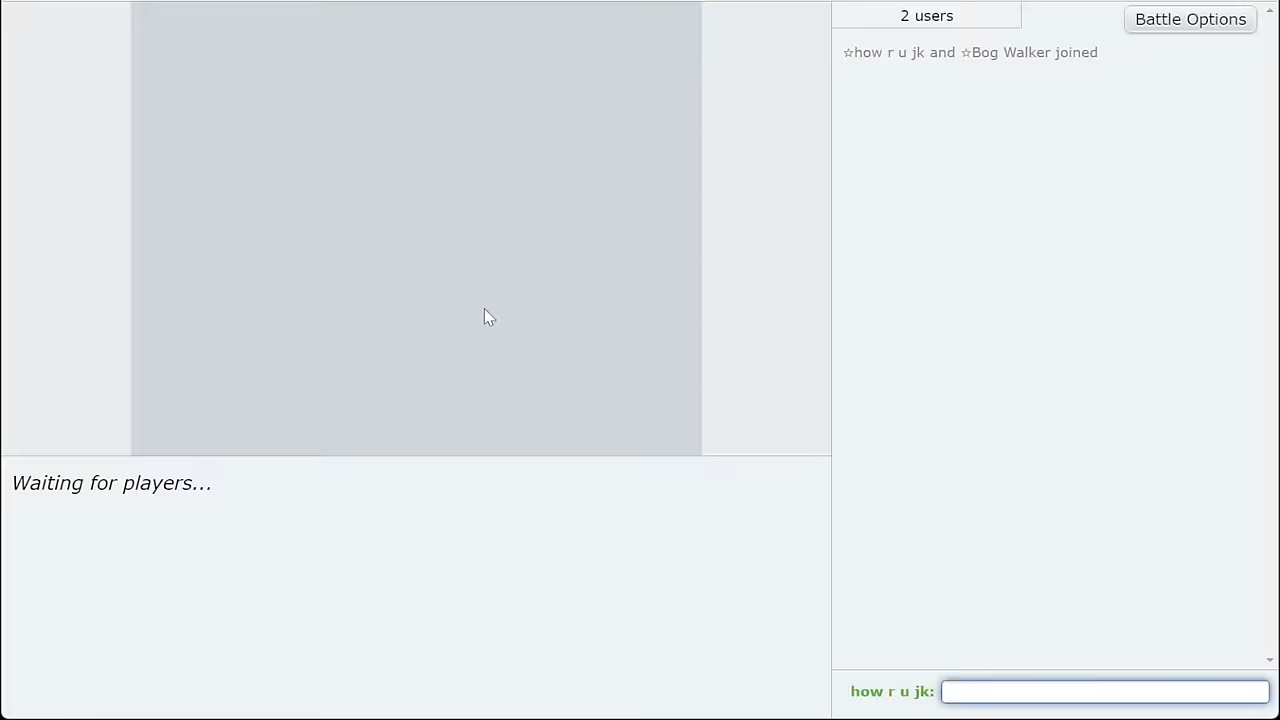 2 users
Battle Options
☆how r u jk and ☆Bog Walker joined
Waiting for players...
how r u jk: